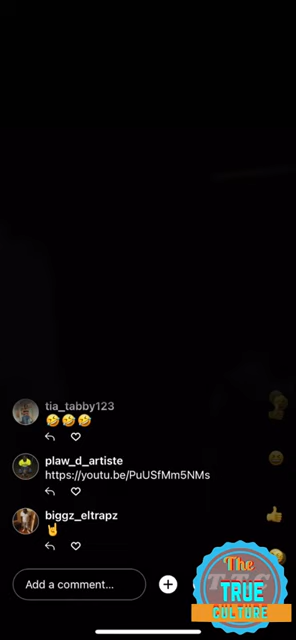 tia_tabby123
🤣🤣🤣
plaw_d_artiste
https://youtu.be/PuUSfMm5NMs
biggz_eltrapz
🤘
Add a comment...
The
TRUE
CULTURE